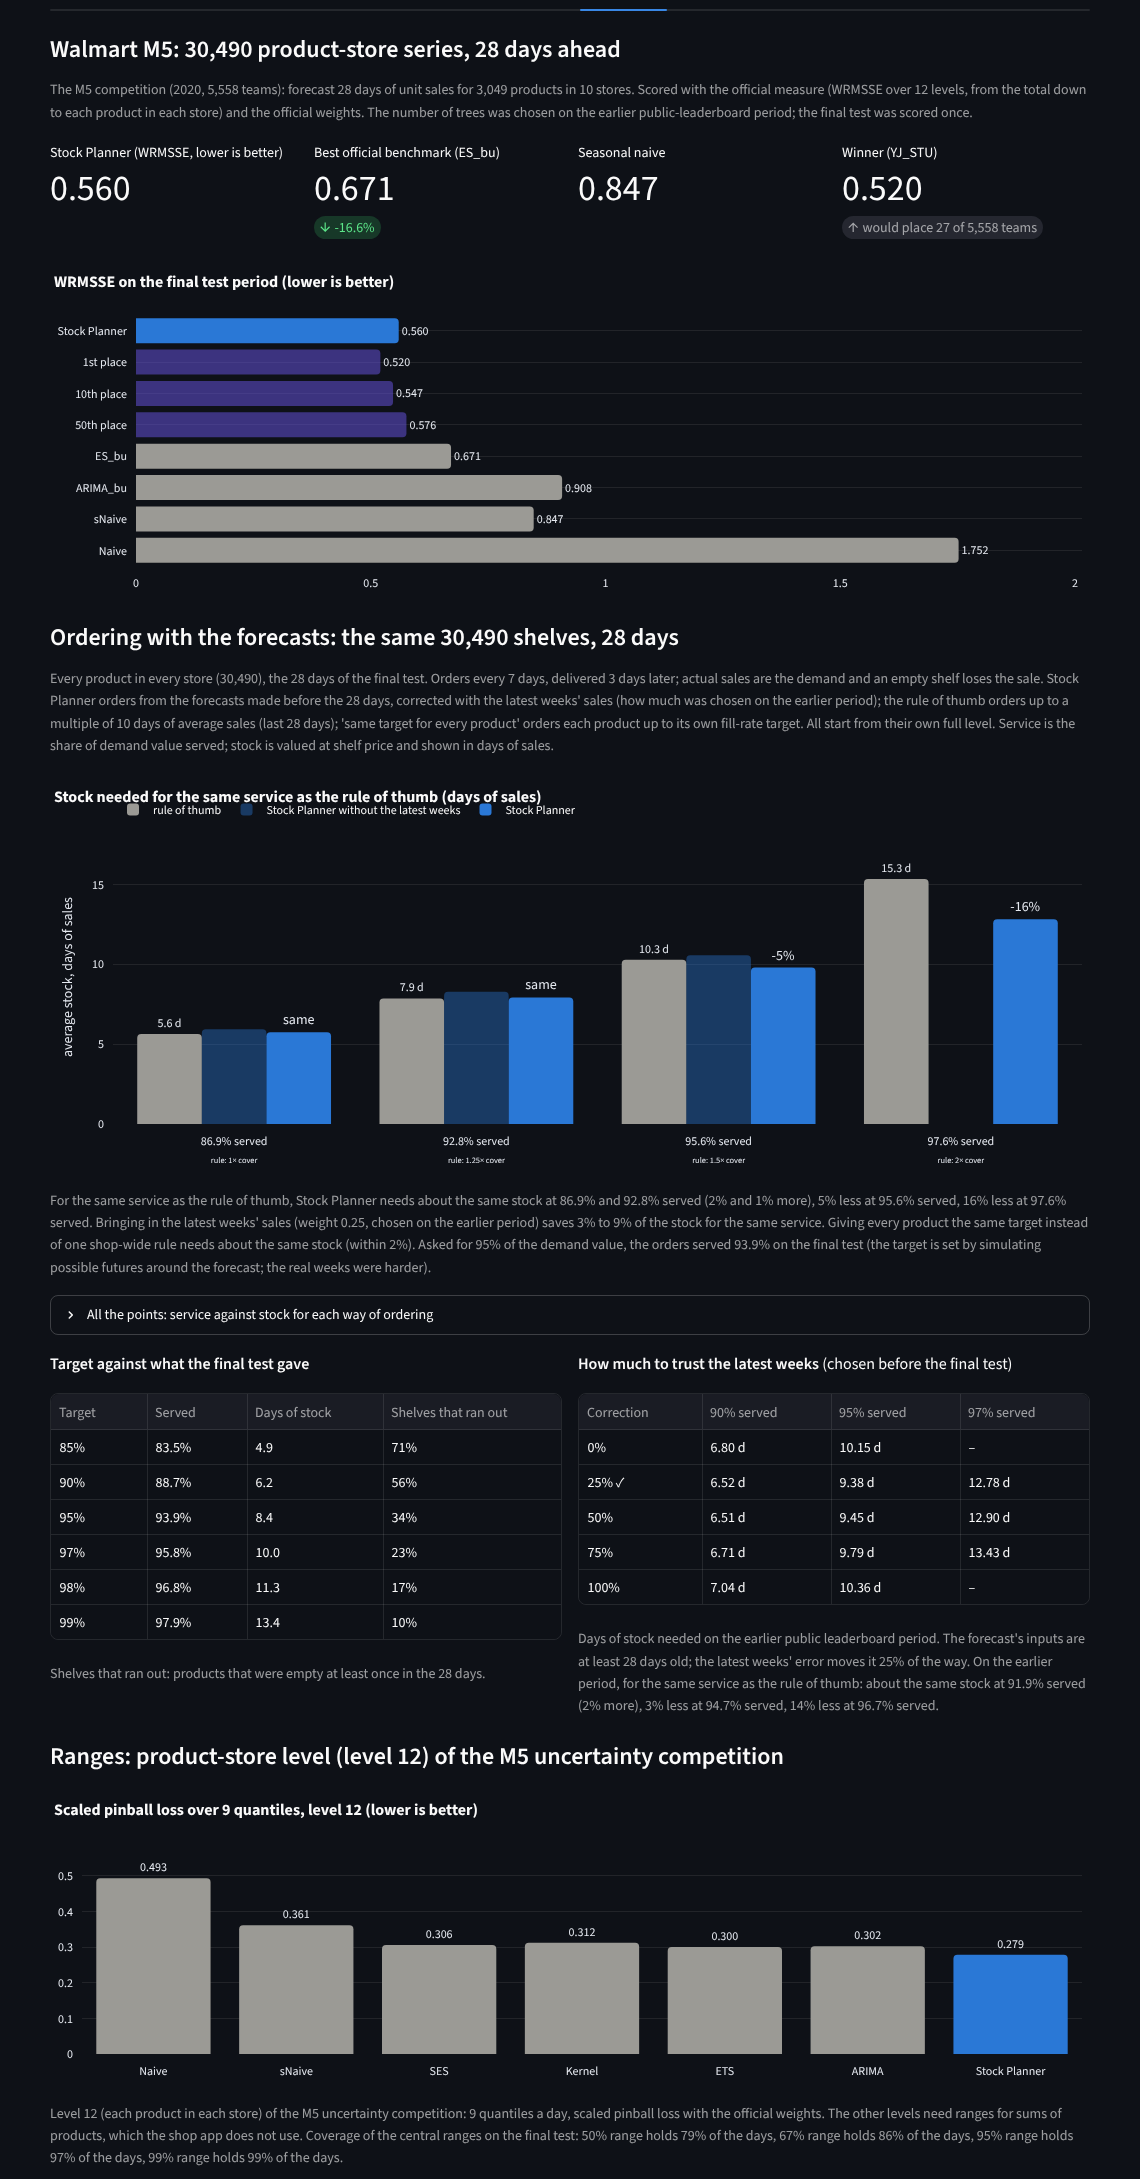 Walmart M5: 30,490 product-store series, 28 days ahead
The M5 competition (2020, 5,558 teams): forecast 28 days of unit sales for 3,049 products in 10 stores. Scored with the official measure (WRMSSE over 12 levels, from the total down
to each product in each store) and the official weights. The number of trees was chosen on the earlier public-leaderboard period; the final test was scored once.
Stock Planner (WRMSSE, lower is better)
0.560
Best official benchmark (ES_bu)
0.671
↓ -16.6%
Seasonal naive
0.847
Winner (YJ_STU)
0.520
↑ would place 27 of 5,558 teams
WRMSSE on the final test period (lower is better)
Stock Planner 0.560
1st place 0.520
10th place 0.547
50th place 0.576
ES_bu 0.671
ARIMA_bu 0.908
sNaive 0.847
Naive 1.752
0 0.5 1 1.5 2
Ordering with the forecasts: the same 30,490 shelves, 28 days
Every product in every store (30,490), the 28 days of the final test. Orders every 7 days, delivered 3 days later; actual sales are the demand and an empty shelf loses the sale. Stock
Planner orders from the forecasts made before the 28 days, corrected with the latest weeks' sales (how much was chosen on the earlier period); the rule of thumb orders up to a
multiple of 10 days of average sales (last 28 days); 'same target for every product' orders each product up to its own fill-rate target. All start from their own full level. Service is the
share of demand value served; stock is valued at shelf price and shown in days of sales.
Stock needed for the same service as the rule of thumb (days of sales)
rule of thumb Stock Planner without the latest weeks Stock Planner
average stock, days of sales
15
10
5
0
5.6 d same
7.9 d same
10.3 d -5%
15.3 d -16%
86.9% served 92.8% served 95.6% served 97.6% served
rule: 1× cover rule: 1.25× cover rule: 1.5× cover rule: 2× cover
For the same service as the rule of thumb, Stock Planner needs about the same stock at 86.9% and 92.8% served (2% and 1% more), 5% less at 95.6% served, 16% less at 97.6%
served. Bringing in the latest weeks' sales (weight 0.25, chosen on the earlier period) saves 3% to 9% of the stock for the same service. Giving every product the same target instead
of one shop-wide rule needs about the same stock (within 2%). Asked for 95% of the demand value, the orders served 93.9% on the final test (the target is set by simulating
possible futures around the forecast; the real weeks were harder).
All the points: service against stock for each way of ordering
Target against what the final test gave
Target Served Days of stock Shelves that ran out
85% 83.5% 4.9 71%
90% 88.7% 6.2 56%
95% 93.9% 8.4 34%
97% 95.8% 10.0 23%
98% 96.8% 11.3 17%
99% 97.9% 13.4 10%
Shelves that ran out: products that were empty at least once in the 28 days.
How much to trust the latest weeks (chosen before the final test)
Correction 90% served 95% served 97% served
0% 6.80 d 10.15 d –
25% ✓ 6.52 d 9.38 d 12.78 d
50% 6.51 d 9.45 d 12.90 d
75% 6.71 d 9.79 d 13.43 d
100% 7.04 d 10.36 d –
Days of stock needed on the earlier public leaderboard period. The forecast's inputs are
at least 28 days old; the latest weeks' error moves it 25% of the way. On the earlier
period, for the same service as the rule of thumb: about the same stock at 91.9% served
(2% more), 3% less at 94.7% served, 14% less at 96.7% served.
Ranges: product-store level (level 12) of the M5 uncertainty competition
Scaled pinball loss over 9 quantiles, level 12 (lower is better)
0.5
0.4
0.3
0.2
0.1
0
0.493 0.361 0.306 0.312 0.300 0.302 0.279
Naive sNaive SES Kernel ETS ARIMA Stock Planner
Level 12 (each product in each store) of the M5 uncertainty competition: 9 quantiles a day, scaled pinball loss with the official weights. The other levels need ranges for sums of
products, which the shop app does not use. Coverage of the central ranges on the final test: 50% range holds 79% of the days, 67% range holds 86% of the days, 95% range holds
97% of the days, 99% range holds 99% of the days.